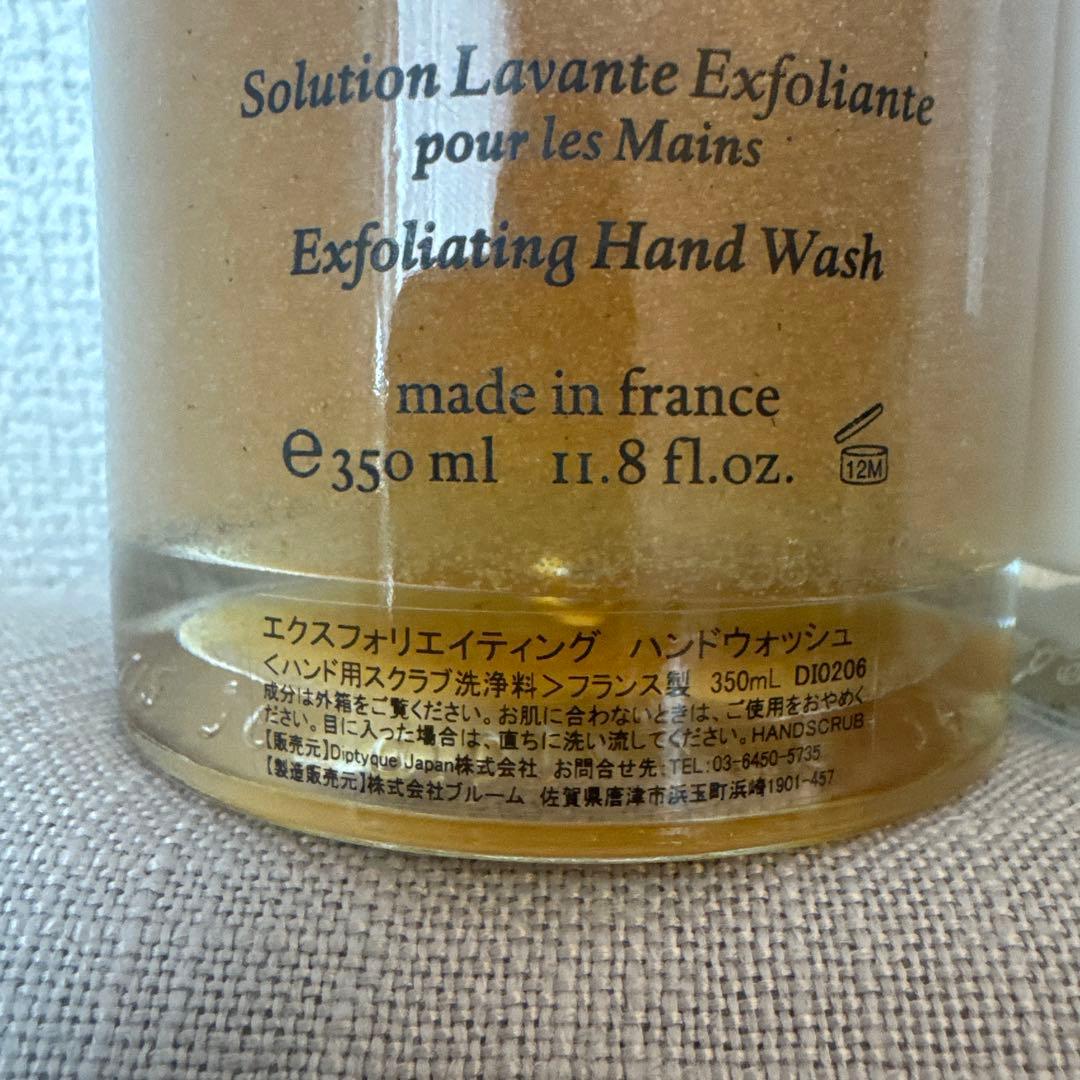 Solution Lavante Exfoliante
pour les Mains
Exfoliating Hand Wash
made in france
e 350 ml 11.8 fl.oz. 12M
エクスフォリエイティング ハンドウォッシュ
＜ハンド用スクラブ洗浄料＞フランス製 350mL DI0206
成分は外箱をご覧ください。お肌に合わないときは、ご使用をおやめく
ださい。目に入った場合は、直ちに洗い流してください。HANDSCRUB
【販売元】Diptyque Japan株式会社 お問合せ先:TEL:03-6450-5735
【製造販売元】株式会社ブルーム 佐賀県唐津市浜玉町浜崎1901-457